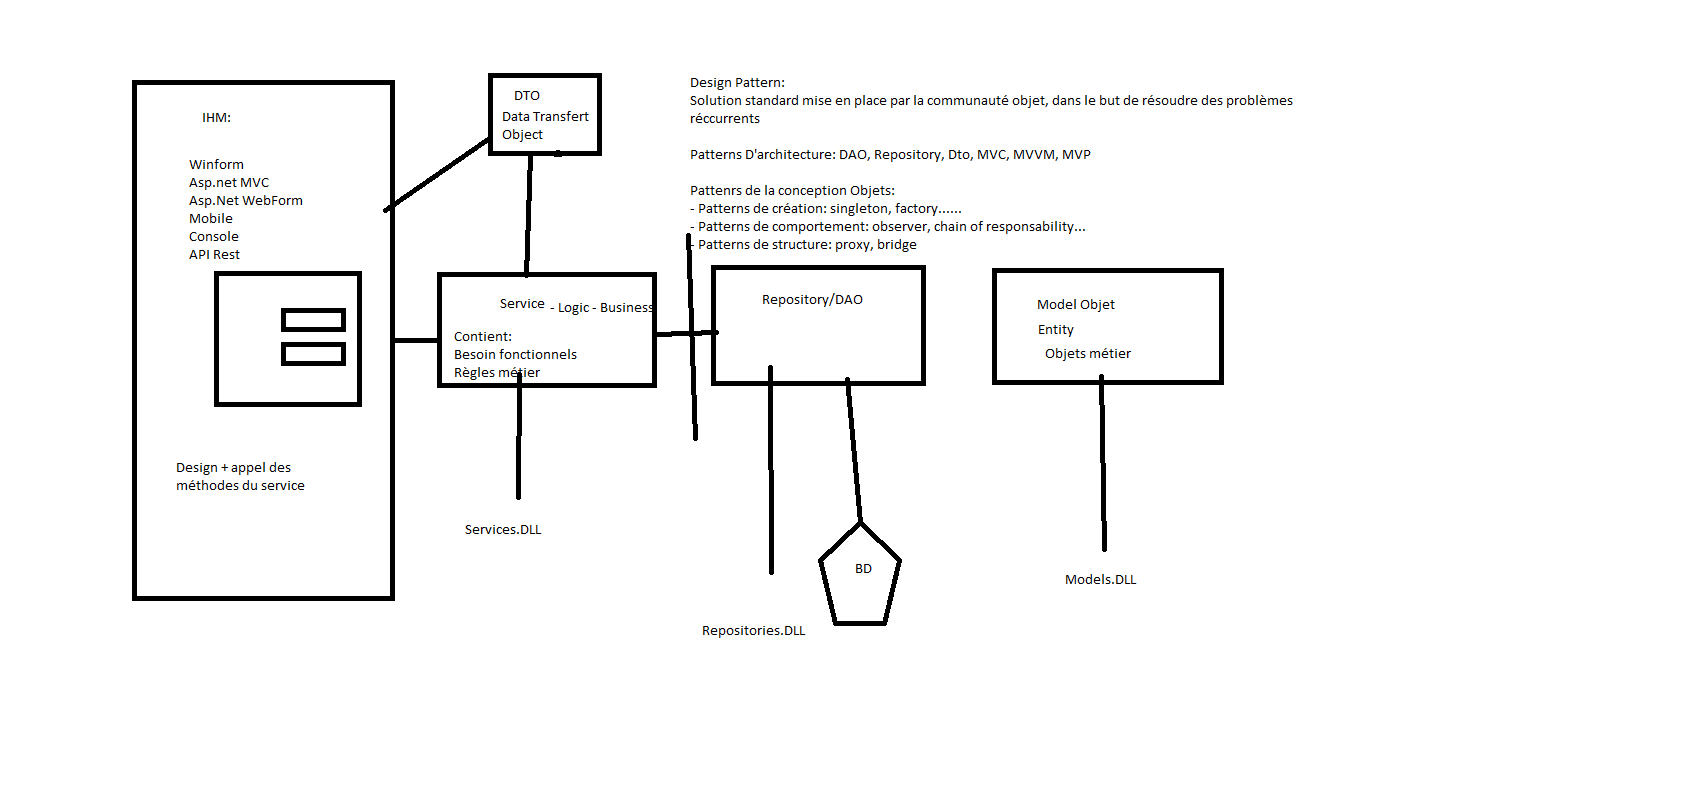 IHM:
Winform
Asp.net MVC
Asp.Net WebForm
Mobile
Console
API Rest
Design + appel des
méthodes du service
DTO
Data Transfert
Object
Service - Logic - Business
Contient:
Besoin fonctionnels
Règles métier
Services.DLL
Design Pattern:
Solution standard mise en place par la communauté objet, dans le but de résoudre des problèmes
réccurrents
Patterns D'architecture: DAO, Repository, Dto, MVC, MVVM, MVP
Pattenrs de la conception Objets:
- Patterns de création: singleton, factory......
- Patterns de comportement: observer, chain of responsability...
- Patterns de structure: proxy, bridge
Repository/DAO
Repositories.DLL
BD
Model Objet
Entity
Objets métier
Models.DLL